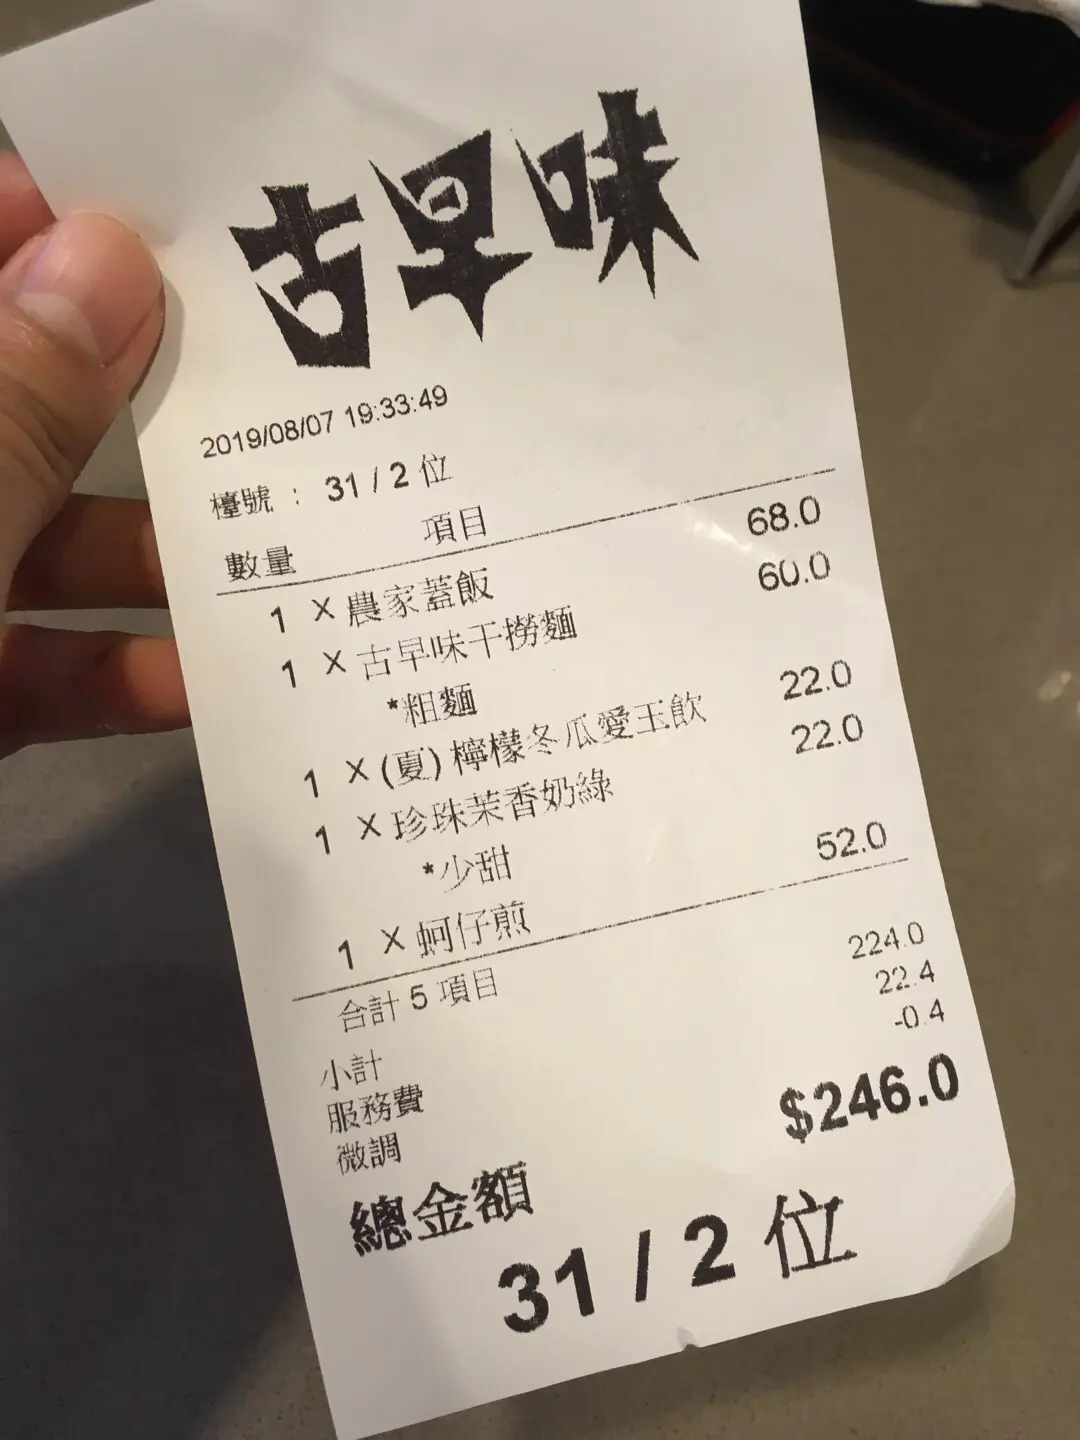 古早味
2019/08/07 19:33:49
檯號 : 31 / 2 位
數量 項目
1 X 農家蓋飯 68.0
1 X 古早味干撈麵 60.0
*粗麵
1 X (夏) 檸檬冬瓜愛玉飲 22.0
1 X 珍珠茉香奶綠 22.0
*少甜
1 X 蚵仔煎 52.0
合計 5 項目
小計 224.0
服務費 22.4
微調 -0.4
總金額 $246.0
31 / 2 位